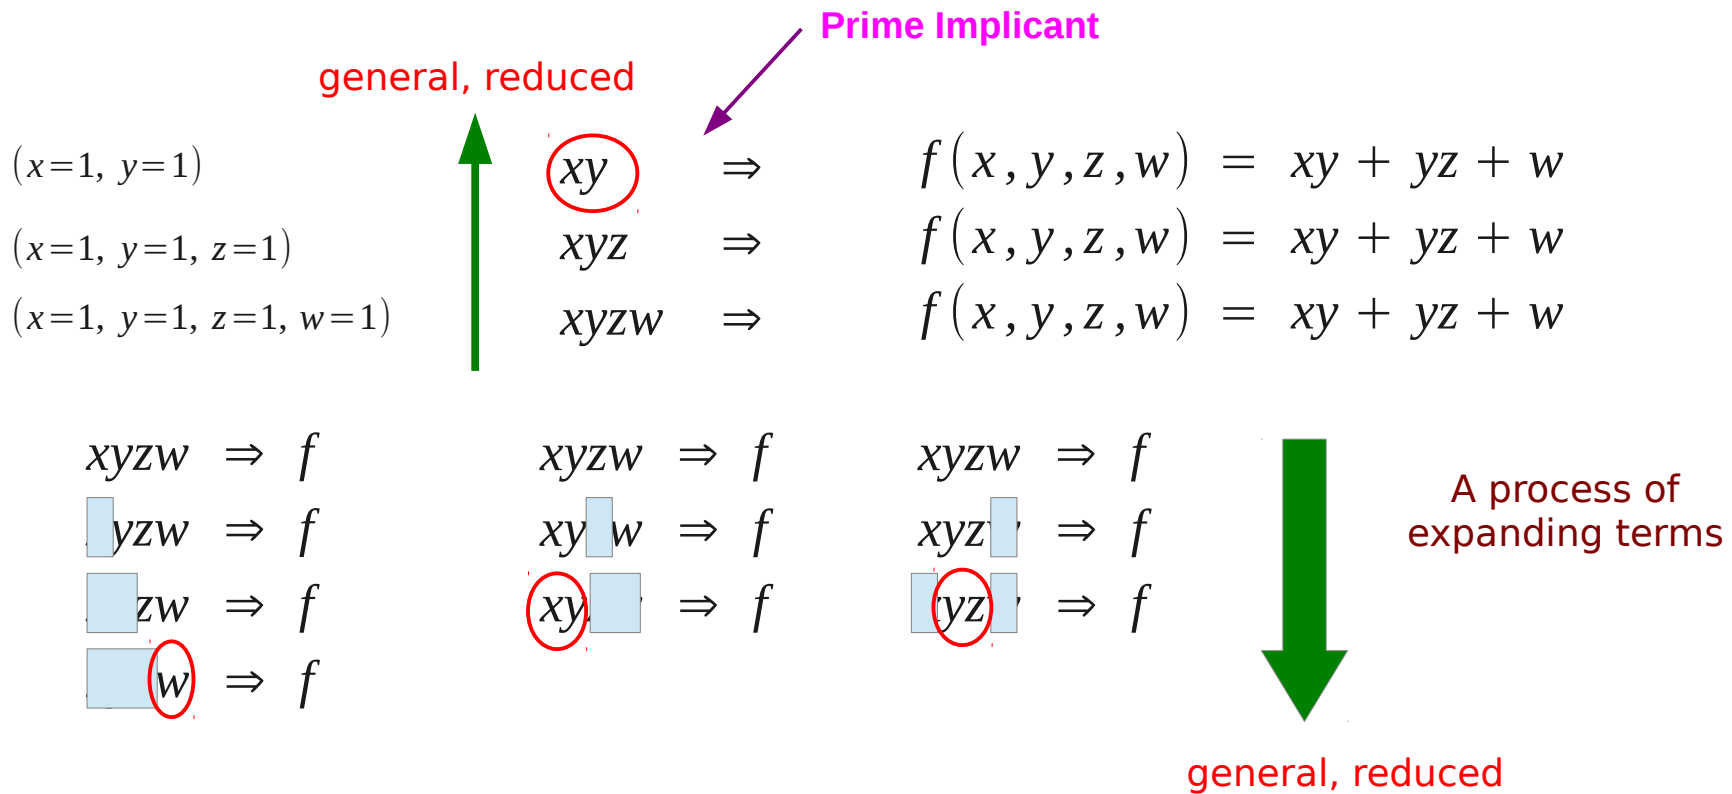 Prime Implicant
general, reduced
(x=1, y=1) xy ⇒ f(x,y,z,w) = xy + yz + w
(x=1, y=1, z=1) xyz ⇒ f(x,y,z,w) = xy + yz + w
(x=1, y=1, z=1, w=1) xyzw ⇒ f(x,y,z,w) = xy + yz + w
xyzw ⇒ f xyzw ⇒ f xyzw ⇒ f
yzw ⇒ f xy w ⇒ f xyz ⇒ f
zw ⇒ f xy ⇒ f yz ⇒ f
w ⇒ f
A process of
expanding terms
general, reduced